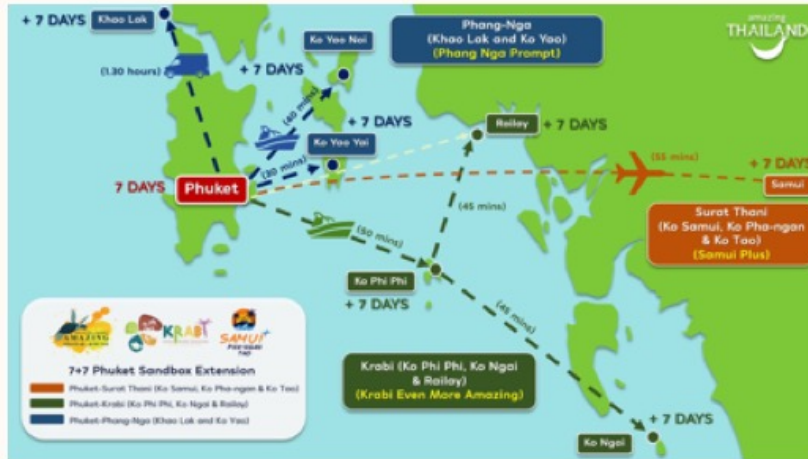 + 7 DAYS
Khao Lak
Ko Yao Noi
Phang-Nga
(Khao Lak and Ko Yao)
(Phang Nga Prompt)
amazing
THAILAND
(1.30 hours)
+ 7 DAYS
(40 mins)
+ 7 DAYS
Railay
+ 7 DAYS
Ko Yao Yai
(30 mins)
(55 mins)
+ 7 DAYS
7 DAYS
Phuket
Samui
(45 mins)
Surat Thani
(Ko Samui, Ko Pha-ngan
& Ko Tao)
(Samui Plus)
Ko Phi Phi
+ 7 DAYS
(45 mins)
AMAZING
KRABI
SAMUI
7+7 Phuket Sandbox Extension
Phuket-Surat Thani (Ko Samui, Ko Pha-ngan & Ko Tao)
Phuket-Krabi (Ko Phi Phi, Ko Ngai & Railay)
Phuket-Phang-Nga (Khao Lak and Ko Yao)
Krabi (Ko Phi Phi, Ko Ngai
& Railay)
(Krabi Even More Amazing)
+ 7 DAYS
Ko Ngai